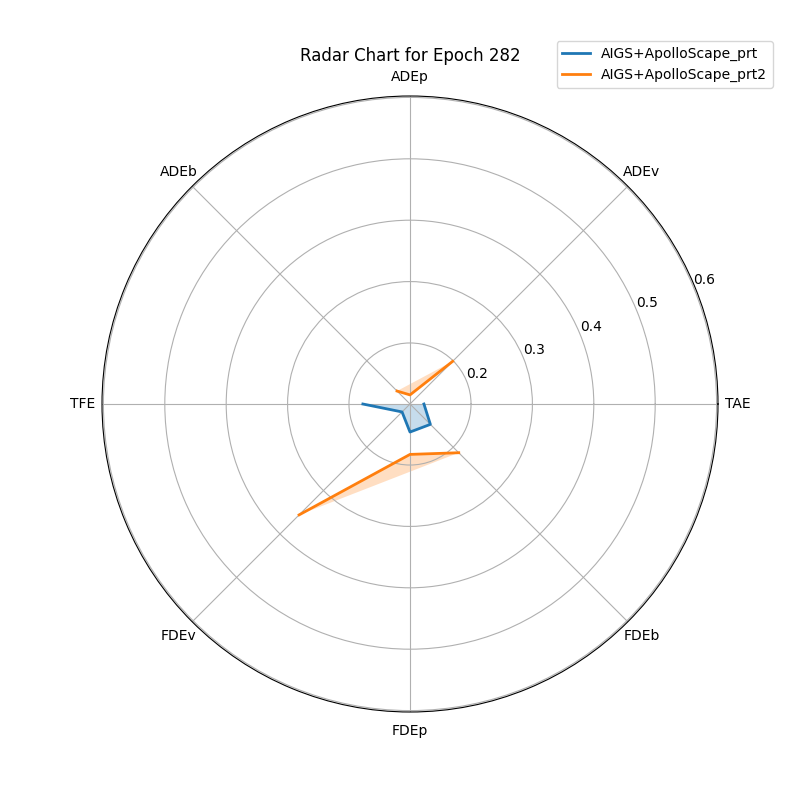 Radar Chart for Epoch 282
AIGS+ApolloScape_prt
AIGS+ApolloScape_prt2
ADEp
ADEb
ADEv
0.6
0.5
0.4
0.3
0.2
TFE
TAE
FDEv
FDEb
FDEp